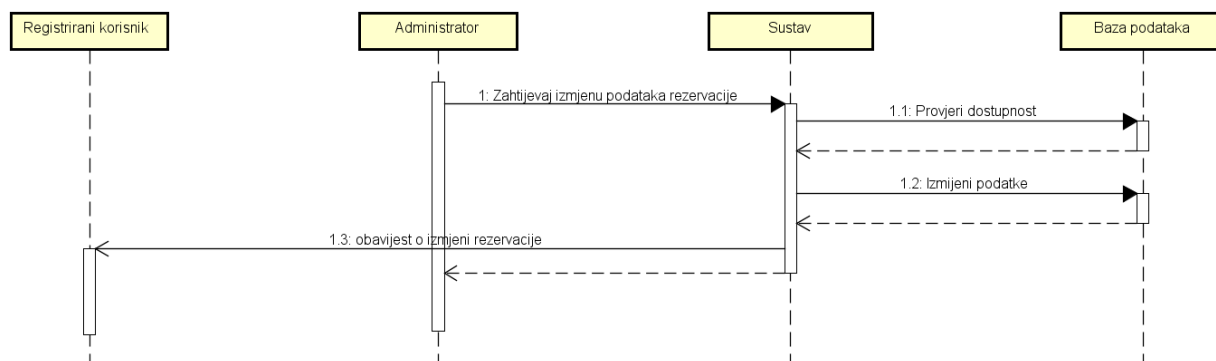 Registrirani korisnik
Administrator
Sustav
Baza podataka
1: Zahtijevaj izmjenu podataka rezervacije
1.1: Provjeri dostupnost
1.2: Izmijeni podatke
1.3: obavijest o izmjeni rezervacije